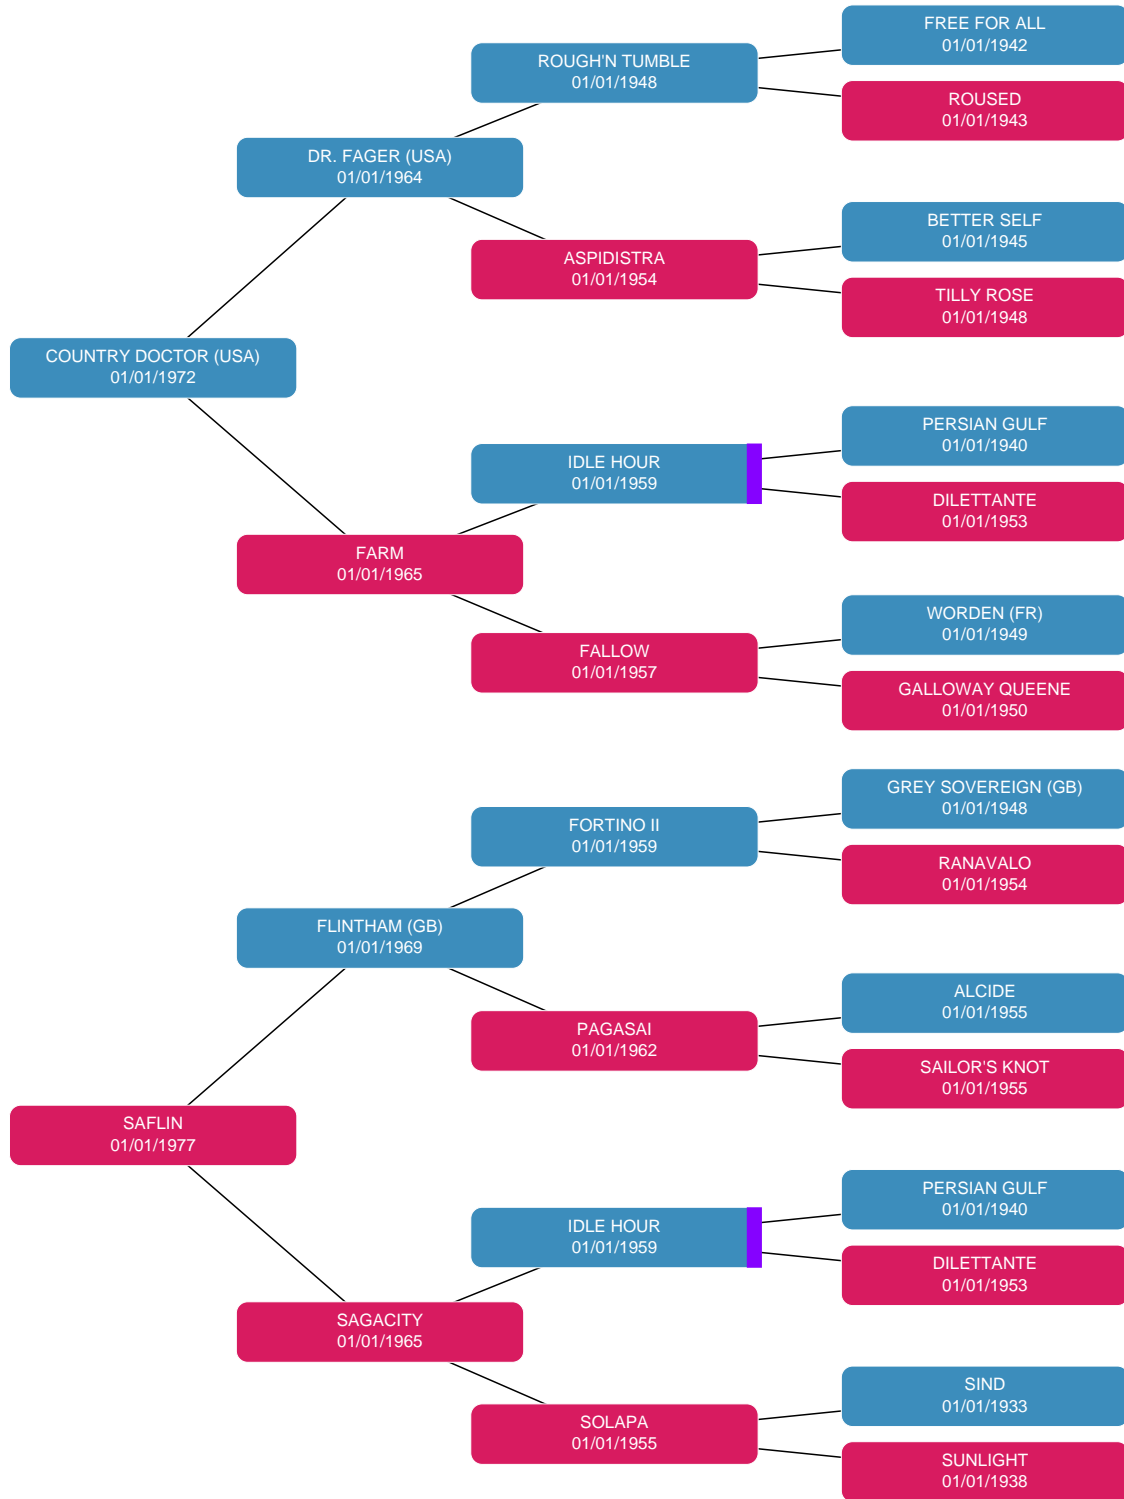 FREE FOR ALL
01/01/1942
ROUGH'N TUMBLE
01/01/1948
ROUSED
01/01/1943
DR. FAGER (USA)
01/01/1964
BETTER SELF
01/01/1945
ASPIDISTRA
01/01/1954
TILLY ROSE
01/01/1948
COUNTRY DOCTOR (USA)
01/01/1972
PERSIAN GULF
01/01/1940
IDLE HOUR
01/01/1959
DILETTANTE
01/01/1953
FARM
01/01/1965
WORDEN (FR)
01/01/1949
FALLOW
01/01/1957
GALLOWAY QUEENE
01/01/1950
GREY SOVEREIGN (GB)
01/01/1948
FORTINO II
01/01/1959
RANAVALO
01/01/1954
FLINTHAM (GB)
01/01/1969
ALCIDE
01/01/1955
PAGASAI
01/01/1962
SAILOR'S KNOT
01/01/1955
SAFLIN
01/01/1977
PERSIAN GULF
01/01/1940
IDLE HOUR
01/01/1959
DILETTANTE
01/01/1953
SAGACITY
01/01/1965
SIND
01/01/1933
SOLAPA
01/01/1955
SUNLIGHT
01/01/1938